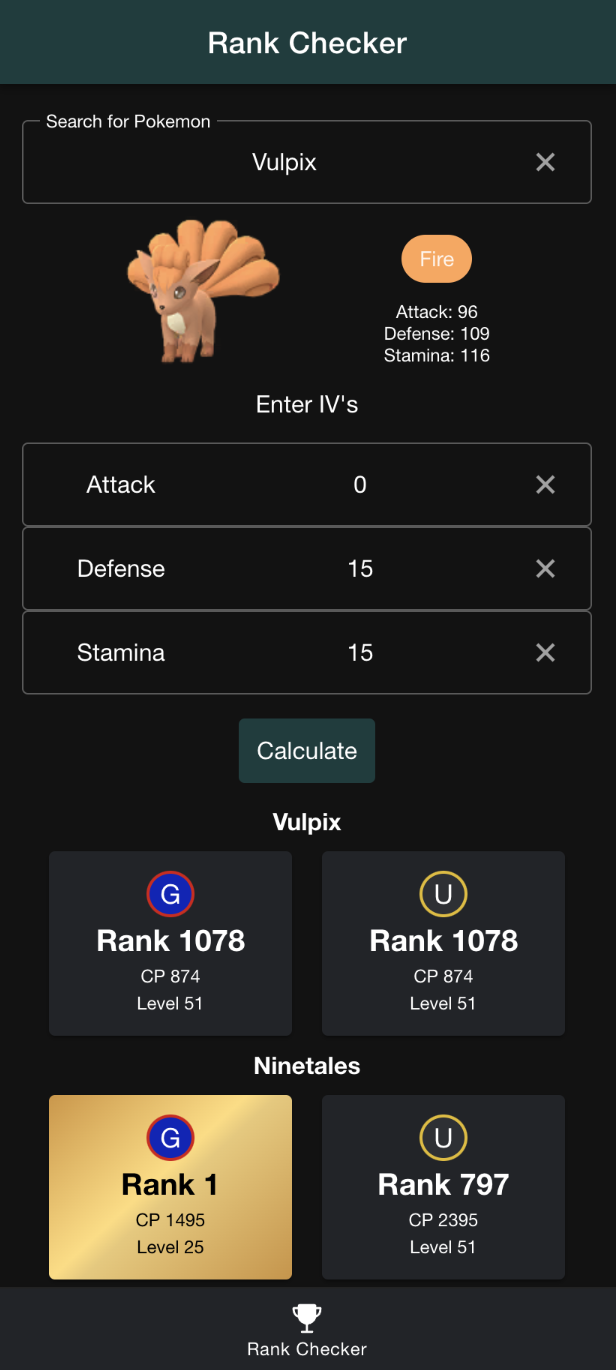 Rank Checker
Search for Pokemon
Vulpix
Fire
Attack: 96
Defense: 109
Stamina: 116
Enter IV's
Attack 0
Defense 15
Stamina 15
Calculate
Vulpix
G U
Rank 1078 Rank 1078
CP 874 CP 874
Level 51 Level 51
Ninetales
G U
Rank 1 Rank 797
CP 1495 CP 2395
Level 25 Level 51
Rank Checker